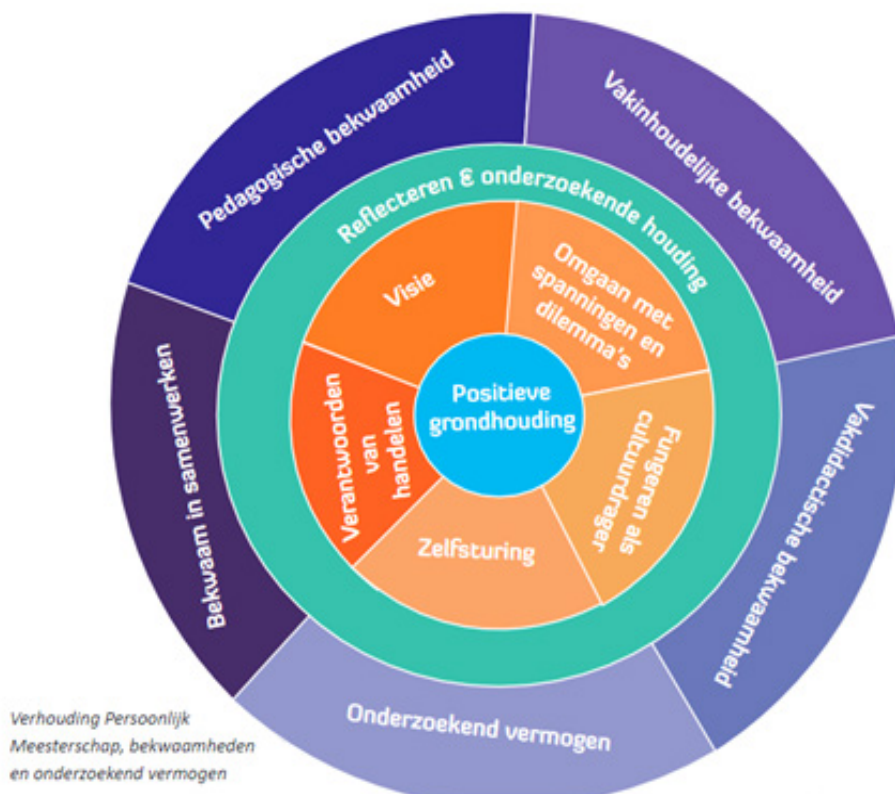 Pedagogische bekwaamheid
Vakinhoudelijke bekwaamheid
Reflecteren & onderzoekende houding
Visie
Omgaan met
spanningen en
dilemma's
Positieve
grondhouding
Verantwoorden
van
handelen
Fungeren als
cultuurdrager
Zelfsturing
Bekwaam in samenwerken
Vakdidactische bekwaamheid
Onderzoekend vermogen
Verhouding Persoonlijk
Meesterschap, bekwaamheden
en onderzoekend vermogen